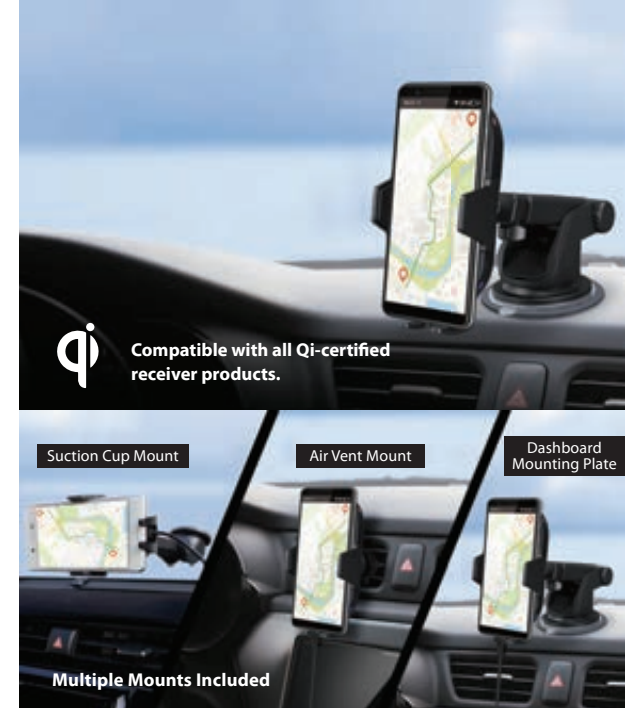 qi
Compatible with all Qi-certified
receiver products.
Suction Cup Mount
Air Vent Mount
Dashboard
Mounting Plate
Multiple Mounts Included